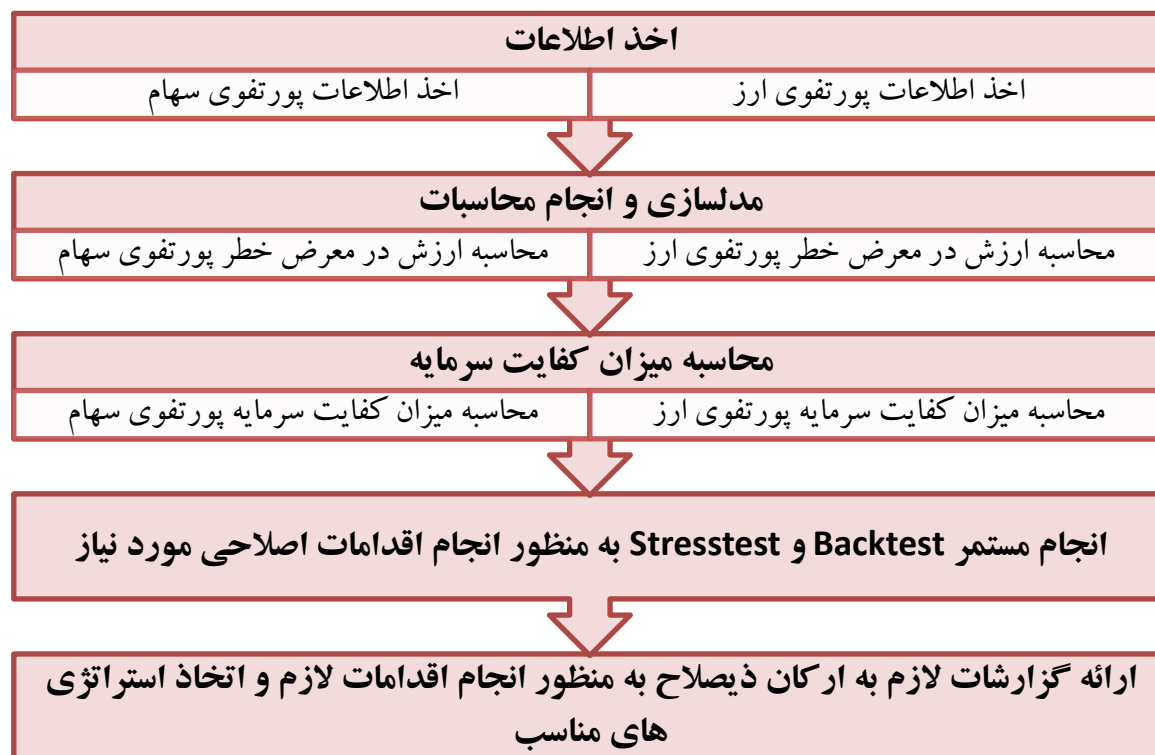 اخذ اطلاعات
اخذ اطلاعات پورتفوی ارز
اخذ اطلاعات پورتفوی سهام
مدلسازی و انجام محاسبات
محاسبه ارزش در معرض خطر پورتفوی ارز
محاسبه ارزش در معرض خطر پورتفوی سهام
محاسبه میزان کفایت سرمایه
محاسبه میزان کفایت سرمایه پورتفوی ارز
محاسبه میزان کفایت سرمایه پورتفوی سهام
انجام مستمر Backtest و Stresstest به منظور انجام اقدامات اصلاحی مورد نیاز
ارائه گزارشات لازم به ارکان ذیصلاح به منظور انجام اقدامات لازم و اتخاذ استراتژی
های مناسب